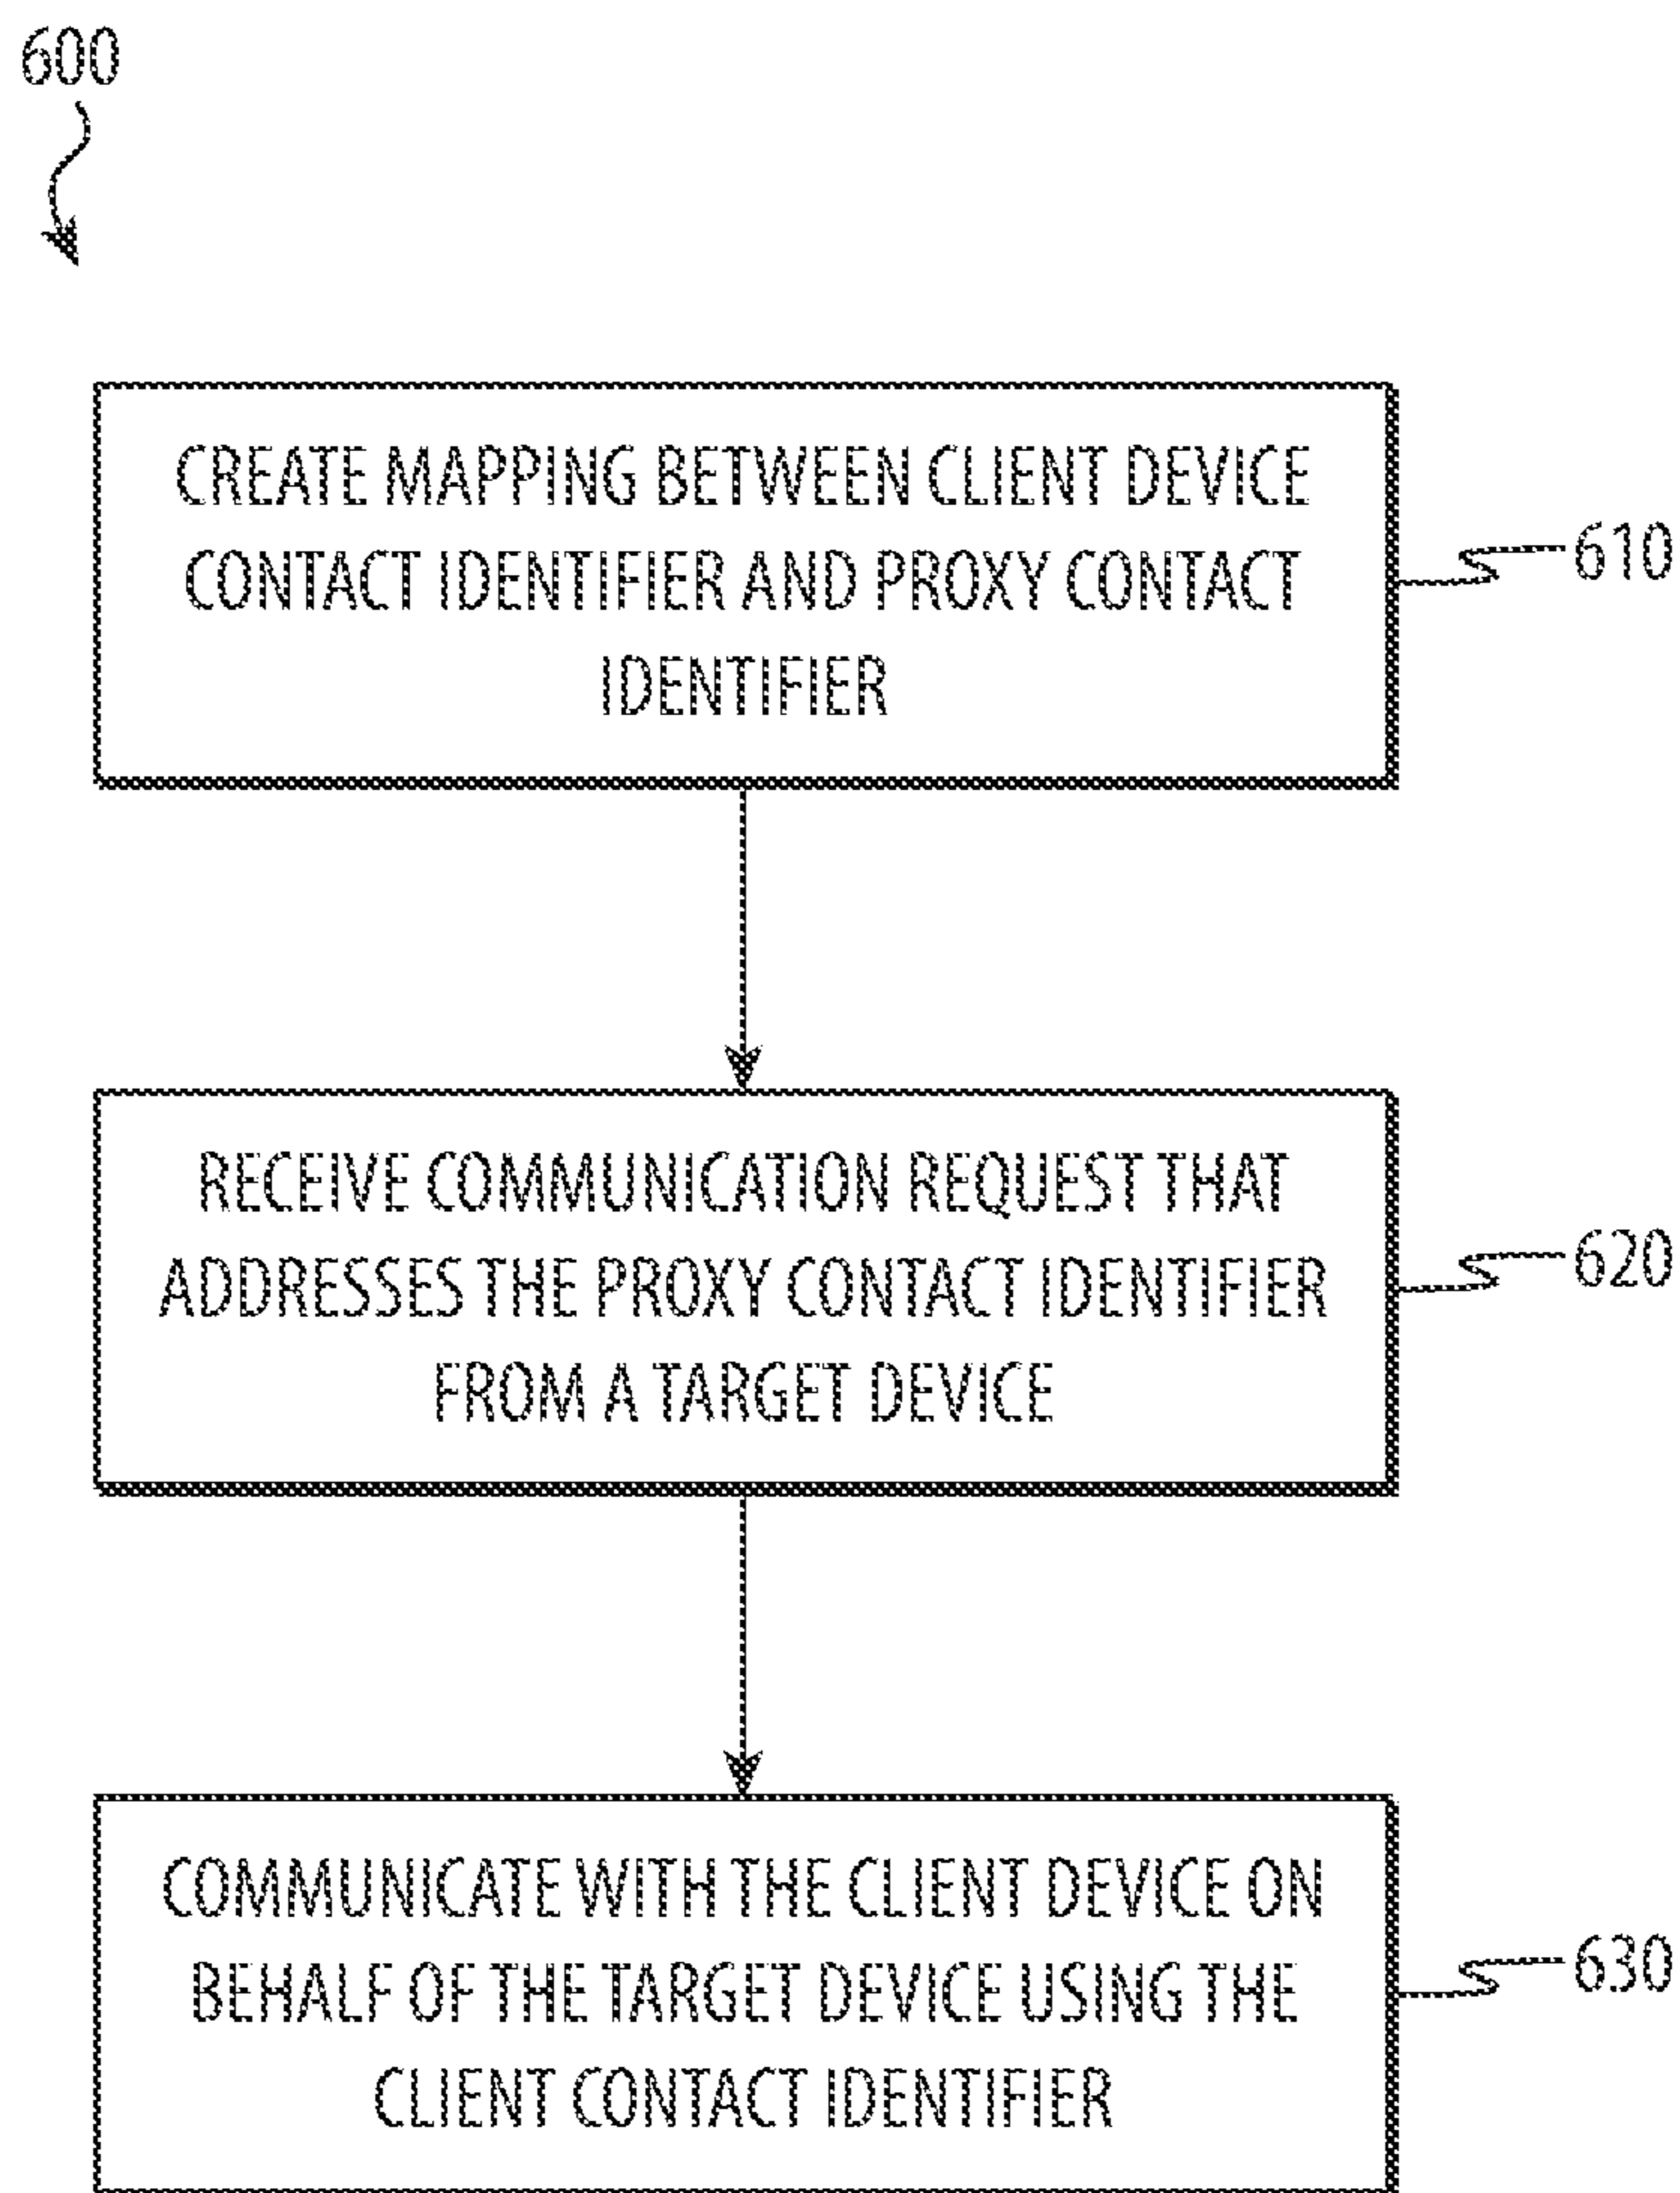 600
CREATE MAPPING BETWEEN CLIENT DEVICE
CONTACT IDENTIFIER AND PROXY CONTACT
IDENTIFIER
610
RECEIVE COMMUNICATION REQUEST THAT
ADDRESSES THE PROXY CONTACT IDENTIFIER
FROM A TARGET DEVICE
620
COMMUNICATE WITH THE CLIENT DEVICE ON
BEHALF OF THE TARGET DEVICE USING THE
CLIENT CONTACT IDENTIFIER
630